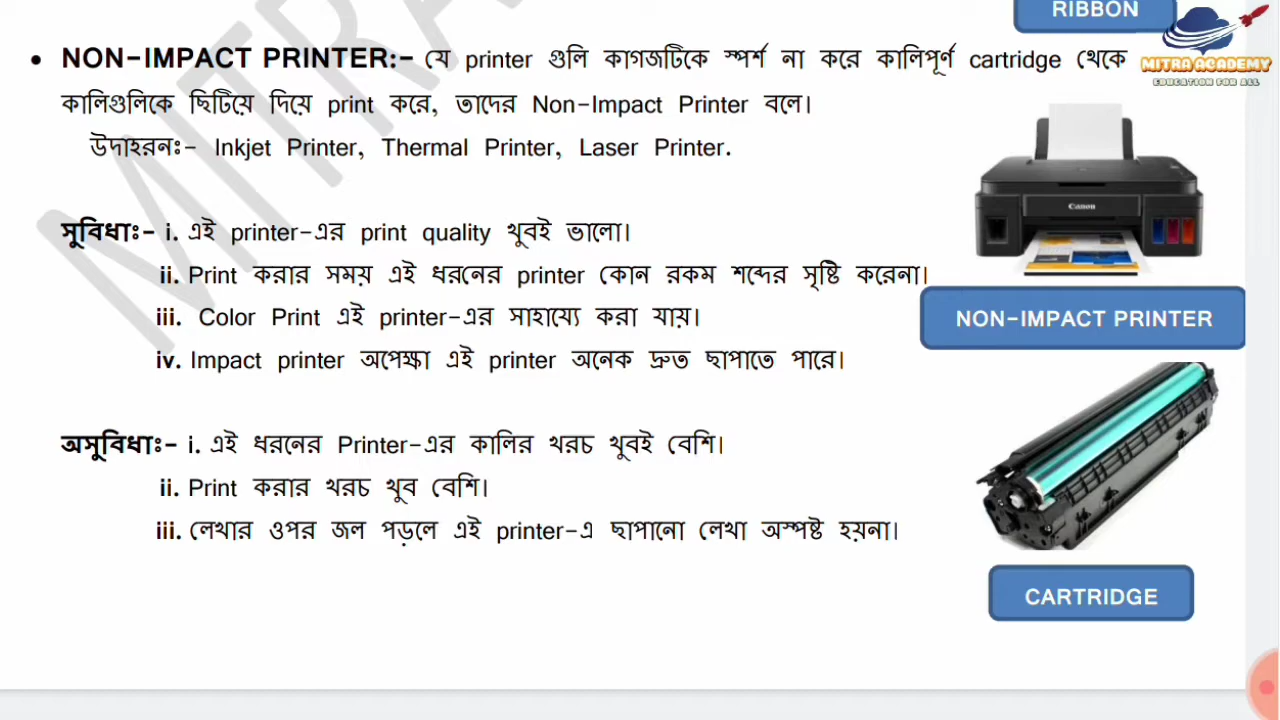 RIBBON
MITRA ACADEMY
EDUCATION FOR ALL
• NON-IMPACT PRINTER:- যে printer গুলি কাগজটিকে স্পর্শ না করে কালিপূর্ণ cartridge থেকে
কালিগুলিকে ছিটিয়ে দিয়ে print করে, তাদের Non-Impact Printer বলে।
উদাহরনঃ- Inkjet Printer, Thermal Printer, Laser Printer.
Canon
সুবিধাঃ- i. এই printer-এর print quality খুবই ভালো।
ii. Print করার সময় এই ধরনের printer কোন রকম শব্দের সৃষ্টি করেনা।
iii. Color Print এই printer-এর সাহায্যে করা যায়।
NON-IMPACT PRINTER
iv. Impact printer অপেক্ষা এই printer অনেক দ্রুত ছাপাতে পারে।
অসুবিধাঃ- i. এই ধরনের Printer-এর কালির খরচ খুবই বেশি।
ii. Print করার খরচ খুব বেশি।
iii. লেখার ওপর জল পড়লে এই printer-এ ছাপানো লেখা অস্পষ্ট হয়না।
CARTRIDGE
MITRA